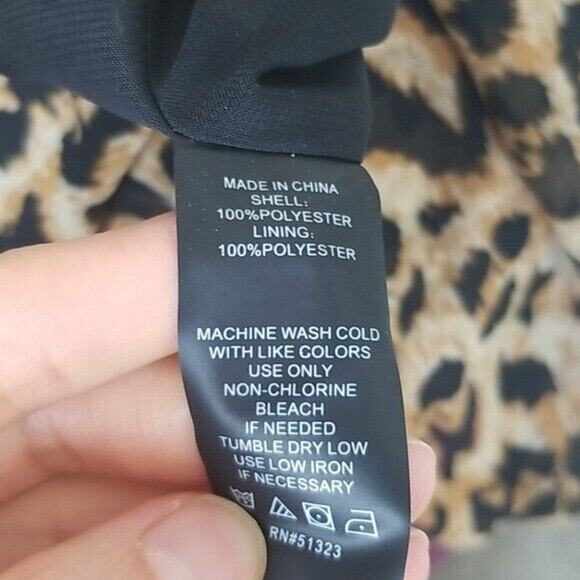 MADE IN CHINA
SHELL:
100%POLYESTER
LINING:
100%POLYESTER
MACHINE WASH COLD
WITH LIKE COLORS
USE ONLY
NON-CHLORINE
BLEACH
IF NEEDED
TUMBLE DRY LOW
USE LOW IRON
IF NECESSARY
RN#51323